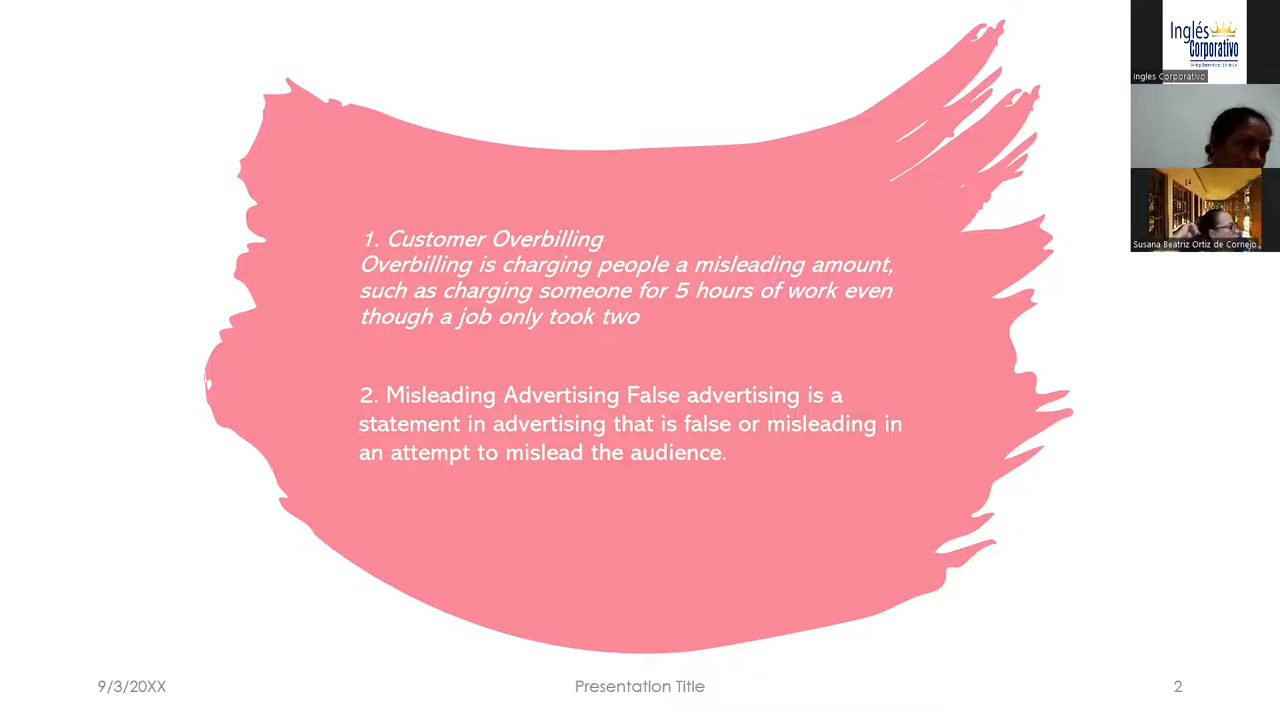 1. Customer Overbilling
Overbilling is charging people a misleading amount,
such as charging someone for 5 hours of work even
though a job only took two
2. Misleading Advertising False advertising is a
statement in advertising that is false or misleading in
an attempt to mislead the audience.
9/3/20XX
Presentation Title
2
Inglés
Corporativo
Ingles Corporativo
Susana Beatriz Ortiz de Cornejo